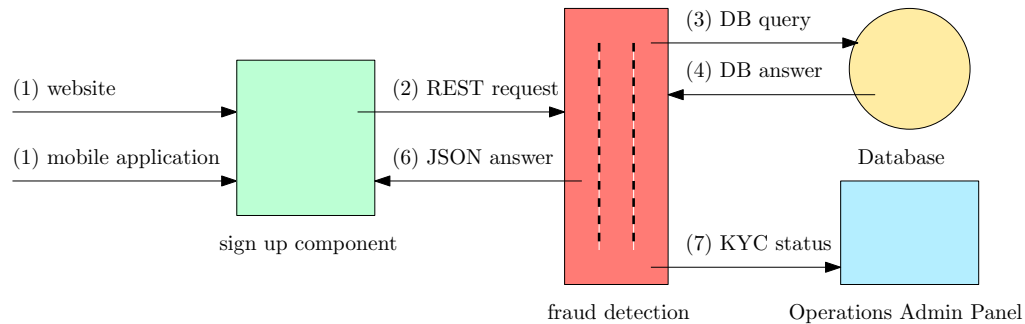 (3) DB query
(1) website
(2) REST request
(4) DB answer
(1) mobile application
(6) JSON answer
Database
sign up component
(7) KYC status
fraud detection
Operations Admin Panel